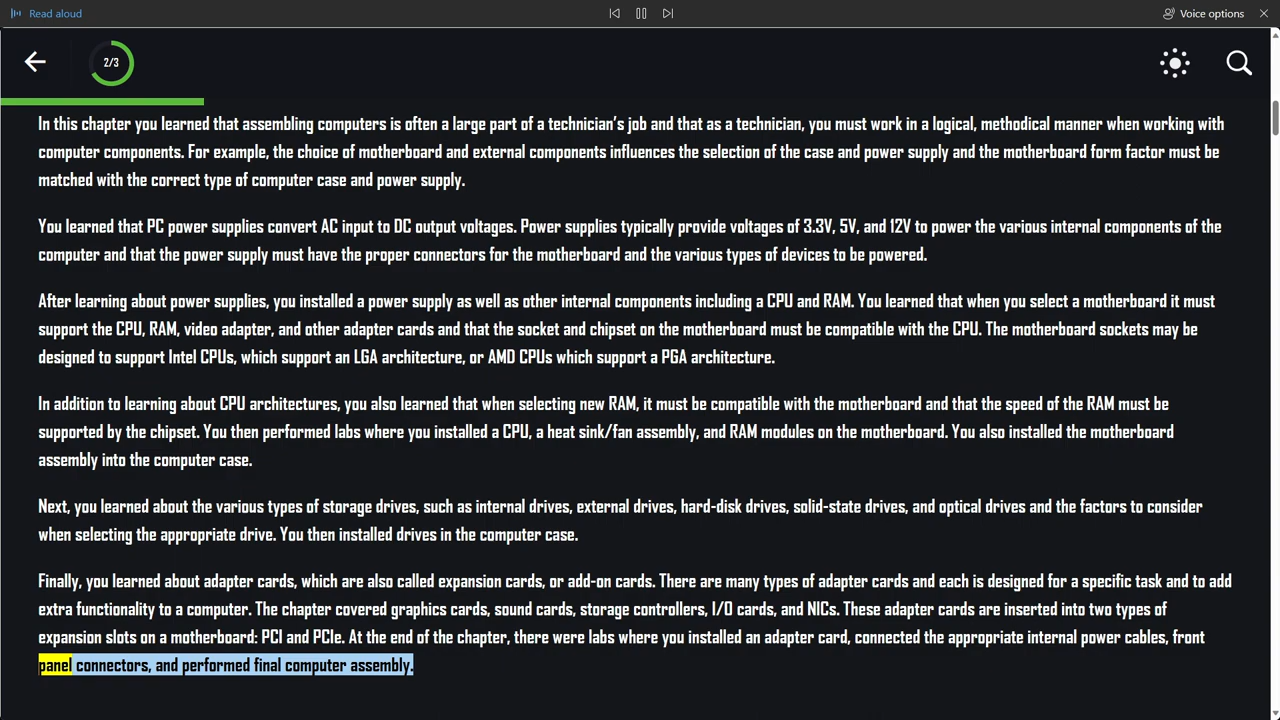 Read aloud
Voice options
2/3
In this chapter you learned that assembling computers is often a large part of a technician's job and that as a technician, you must work in a logical, methodical manner when working with
computer components. For example, the choice of motherboard and external components influences the selection of the case and power supply and the motherboard form factor must be
matched with the correct type of computer case and power supply.
You learned that PC power supplies convert AC input to DC output voltages. Power supplies typically provide voltages of 3.3V, 5V, and 12V to power the various internal components of the
computer and that the power supply must have the proper connectors for the motherboard and the various types of devices to be powered.
After learning about power supplies, you installed a power supply as well as other internal components including a CPU and RAM. You learned that when you select a motherboard it must
support the CPU, RAM, video adapter, and other adapter cards and that the socket and chipset on the motherboard must be compatible with the CPU. The motherboard sockets may be
designed to support Intel CPUs, which support an LGA architecture, or AMD CPUs which support a PGA architecture.
In addition to learning about CPU architectures, you also learned that when selecting new RAM, it must be compatible with the motherboard and that the speed of the RAM must be
supported by the chipset. You then performed labs where you installed a CPU, a heat sink/fan assembly, and RAM modules on the motherboard. You also installed the motherboard
assembly into the computer case.
Next, you learned about the various types of storage drives, such as internal drives, external drives, hard-disk drives, solid-state drives, and optical drives and the factors to consider
when selecting the appropriate drive. You then installed drives in the computer case.
Finally, you learned about adapter cards, which are also called expansion cards, or add-on cards. There are many types of adapter cards and each is designed for a specific task and to add
extra functionality to a computer. The chapter covered graphics cards, sound cards, storage controllers, I/O cards, and NICs. These adapter cards are inserted into two types of
expansion slots on a motherboard: PCI and PCIe. At the end of the chapter, there were labs where you installed an adapter card, connected the appropriate internal power cables, front
panel connectors, and performed final computer assembly.